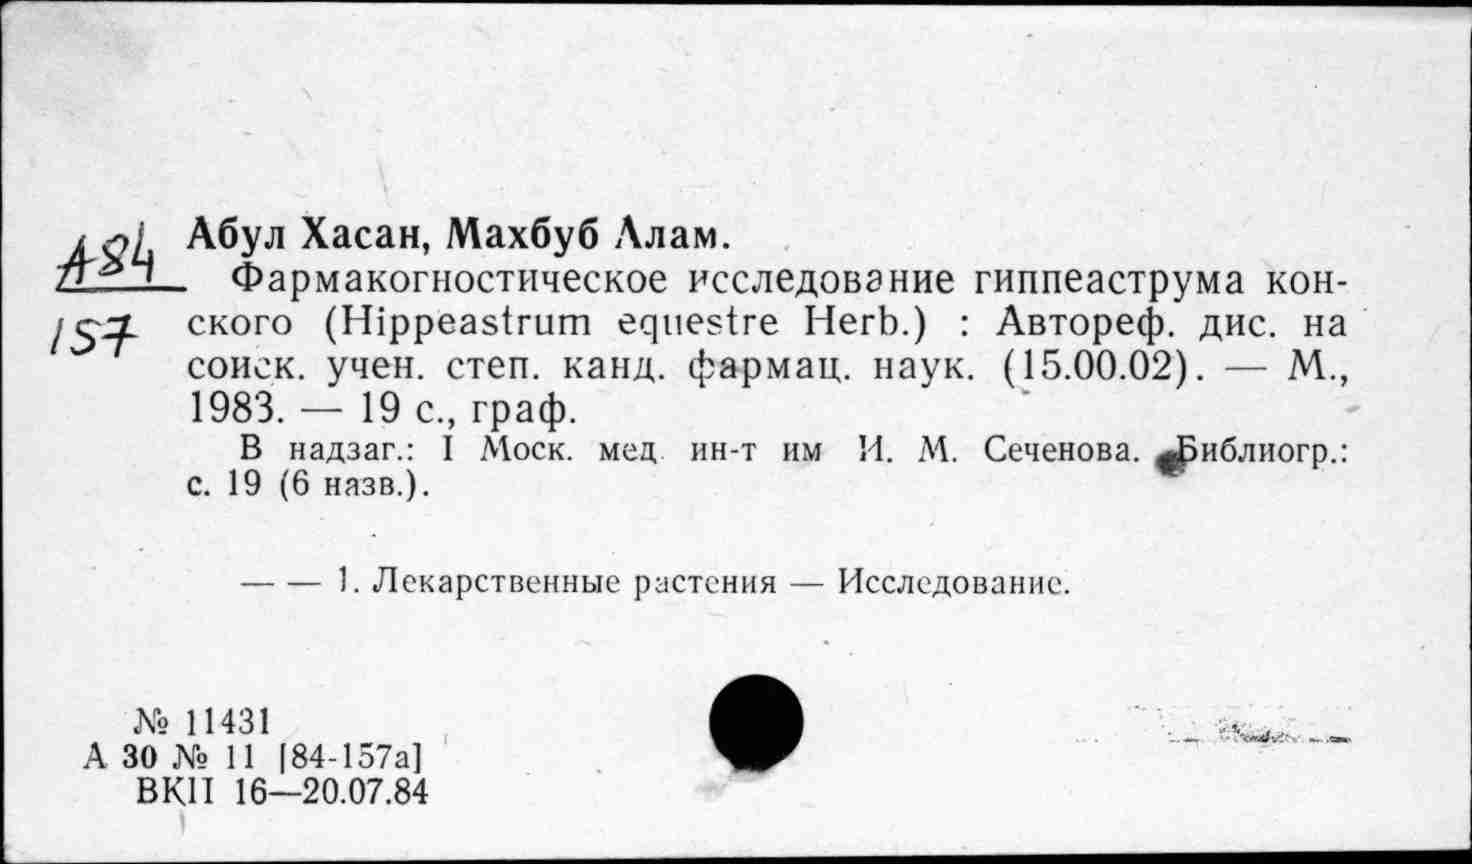 А84
157
Абул Хасан, Махбуб Алам.
Фармакогностическое исследование гиппеаструма кон-
ского (Hippeastrum equestre Herb.) : Автореф. дис. на
соиск. учен. степ. канд. фармац. наук. (15.00.02). — М.,
1983. — 19 с., граф.
В надзаг.: I Моск. мед ин-т им И. М. Сеченова. Библиогр.:
с. 19 (6 назв.).
— — 1. Лекарственные растения — Исследование.
№ 11431
А 30 № 11 [84-157а]
ВКП 16—20.07.84